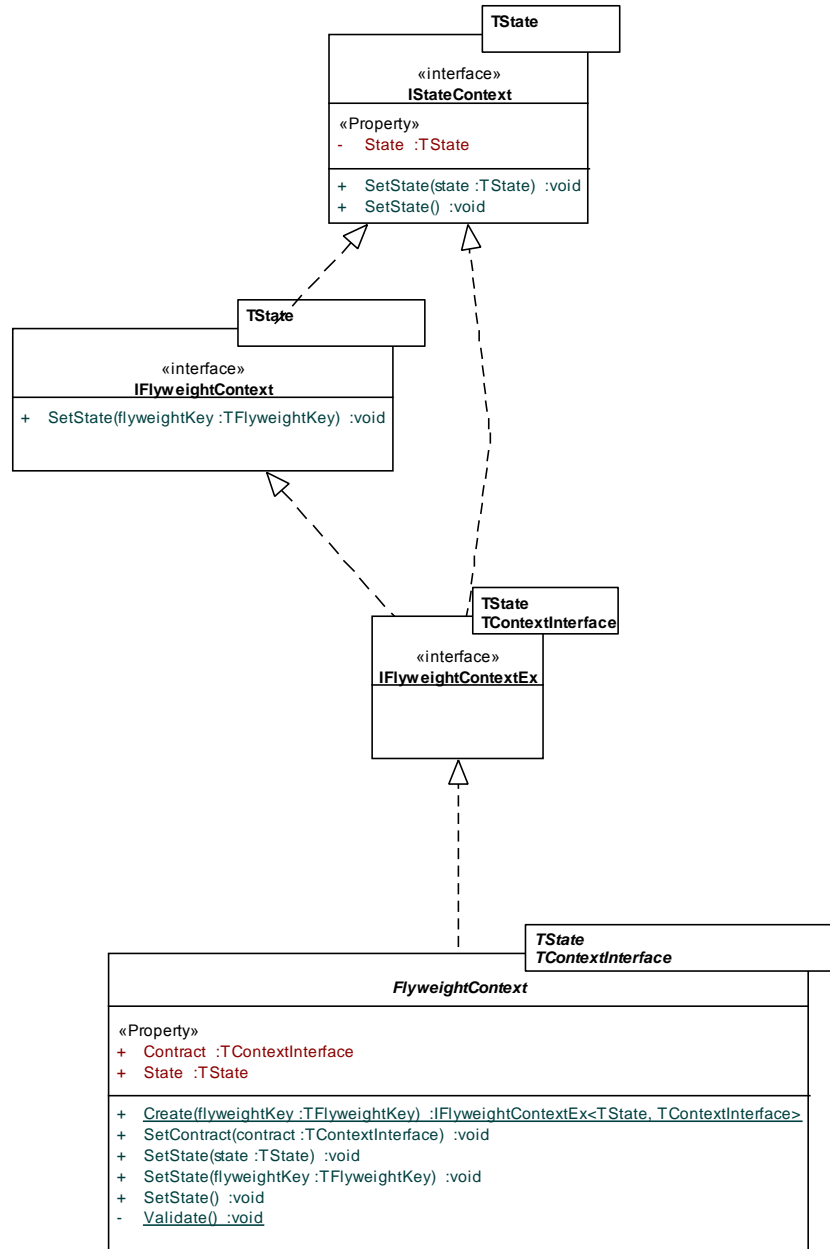 TState
«interface»
IStateContext
«Property»
- State :TState
+ SetState(state :TState) :void
+ SetState() :void
TState
«interface»
IFlyweightContext
+ SetState(flyweightKey :TFlyweightKey) :void
TState
TContextInterface
«interface»
IFlyweightContextEx
TState
TContextInterface
FlyweightContext
«Property»
+ Contract :TContextInterface
+ State :TState
+ Create(flyweightKey :TFlyweightKey) :IFlyweightContextEx<TState, TContextInterface>
+ SetContract(contract :TContextInterface) :void
+ SetState(state :TState) :void
+ SetState(flyweightKey :TFlyweightKey) :void
+ SetState() :void
- Validate() :void